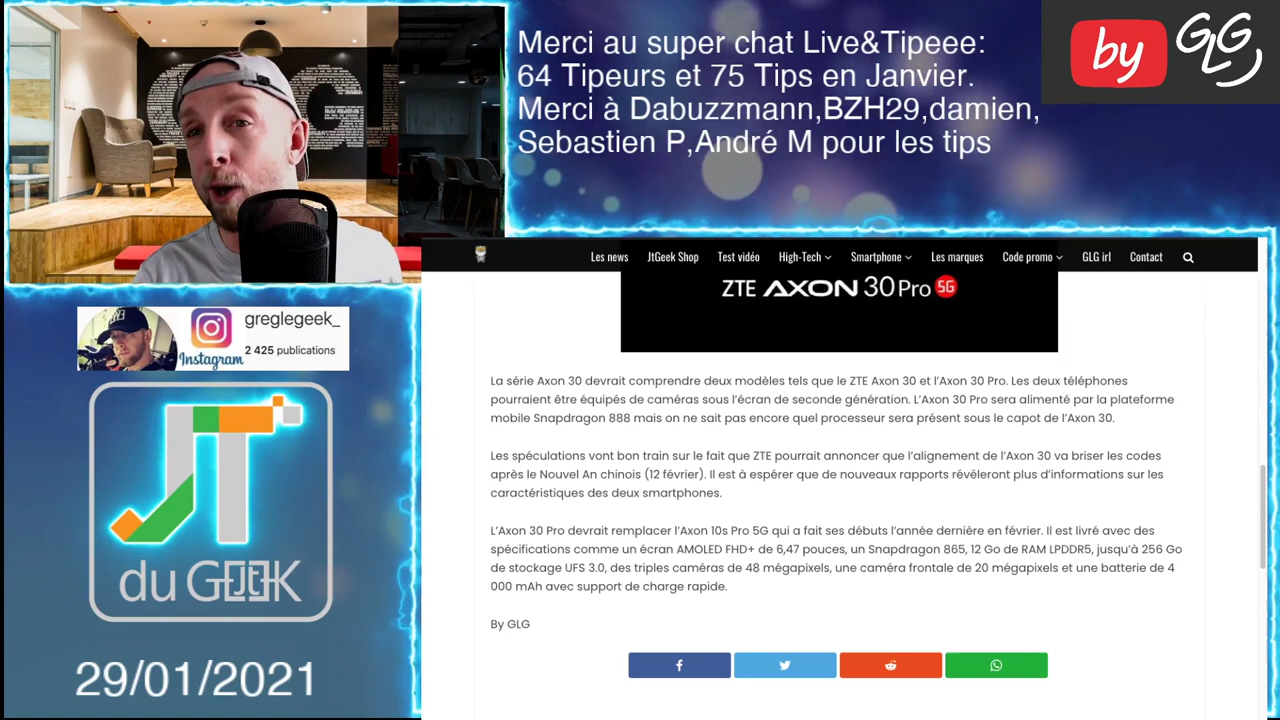 Merci au super chat Live&Tipeee:
64 Tipeurs et 75 Tips en Janvier.
Merci à Dabuzzmann,BZH29,damien,
Sebastien P,Andre M pour les tips
by GLG
Les news JtGeek Shop Test vidéo High-Tech Smartphone Les marques Code promo GLG irl Contact
ZTE AXON 30 Pro 5G
La série Axon 30 devrait comprendre deux modèles tels que le ZTE Axon 30 et l'Axon 30 Pro. Les deux téléphones
pourraient être équipés de caméras sous l'écran de seconde génération. L'Axon 30 Pro sera alimenté par la plateforme
mobile Snapdragon 888 mais on ne sait pas encore quel processeur sera présent sous le capot de l'Axon 30.
Les spéculations vont bon train sur le fait que ZTE pourrait annoncer que l'alignement de l'Axon 30 va briser les codes
après le Nouvel An chinois (12 février). Il est à espérer que de nouveaux rapports révéleront plus d'informations sur les
caractéristiques des deux smartphones.
L'Axon 30 Pro devrait remplacer l'Axon 10s Pro 5G qui a fait ses débuts l'année dernière en février. Il est livré avec des
spécifications comme un écran AMOLED FHD+ de 6,47 pouces, un Snapdragon 865, 12 Go de RAM LPDDR5, jusqu'à 256 Go
de stockage UFS 3.0, des triples caméras de 48 mégapixels, une caméra frontale de 20 mégapixels et une batterie de 4
000 mAh avec support de charge rapide.
By GLG
greglegeek_
2 425 publications
Instagram
JT
du GEEK
29/01/2021